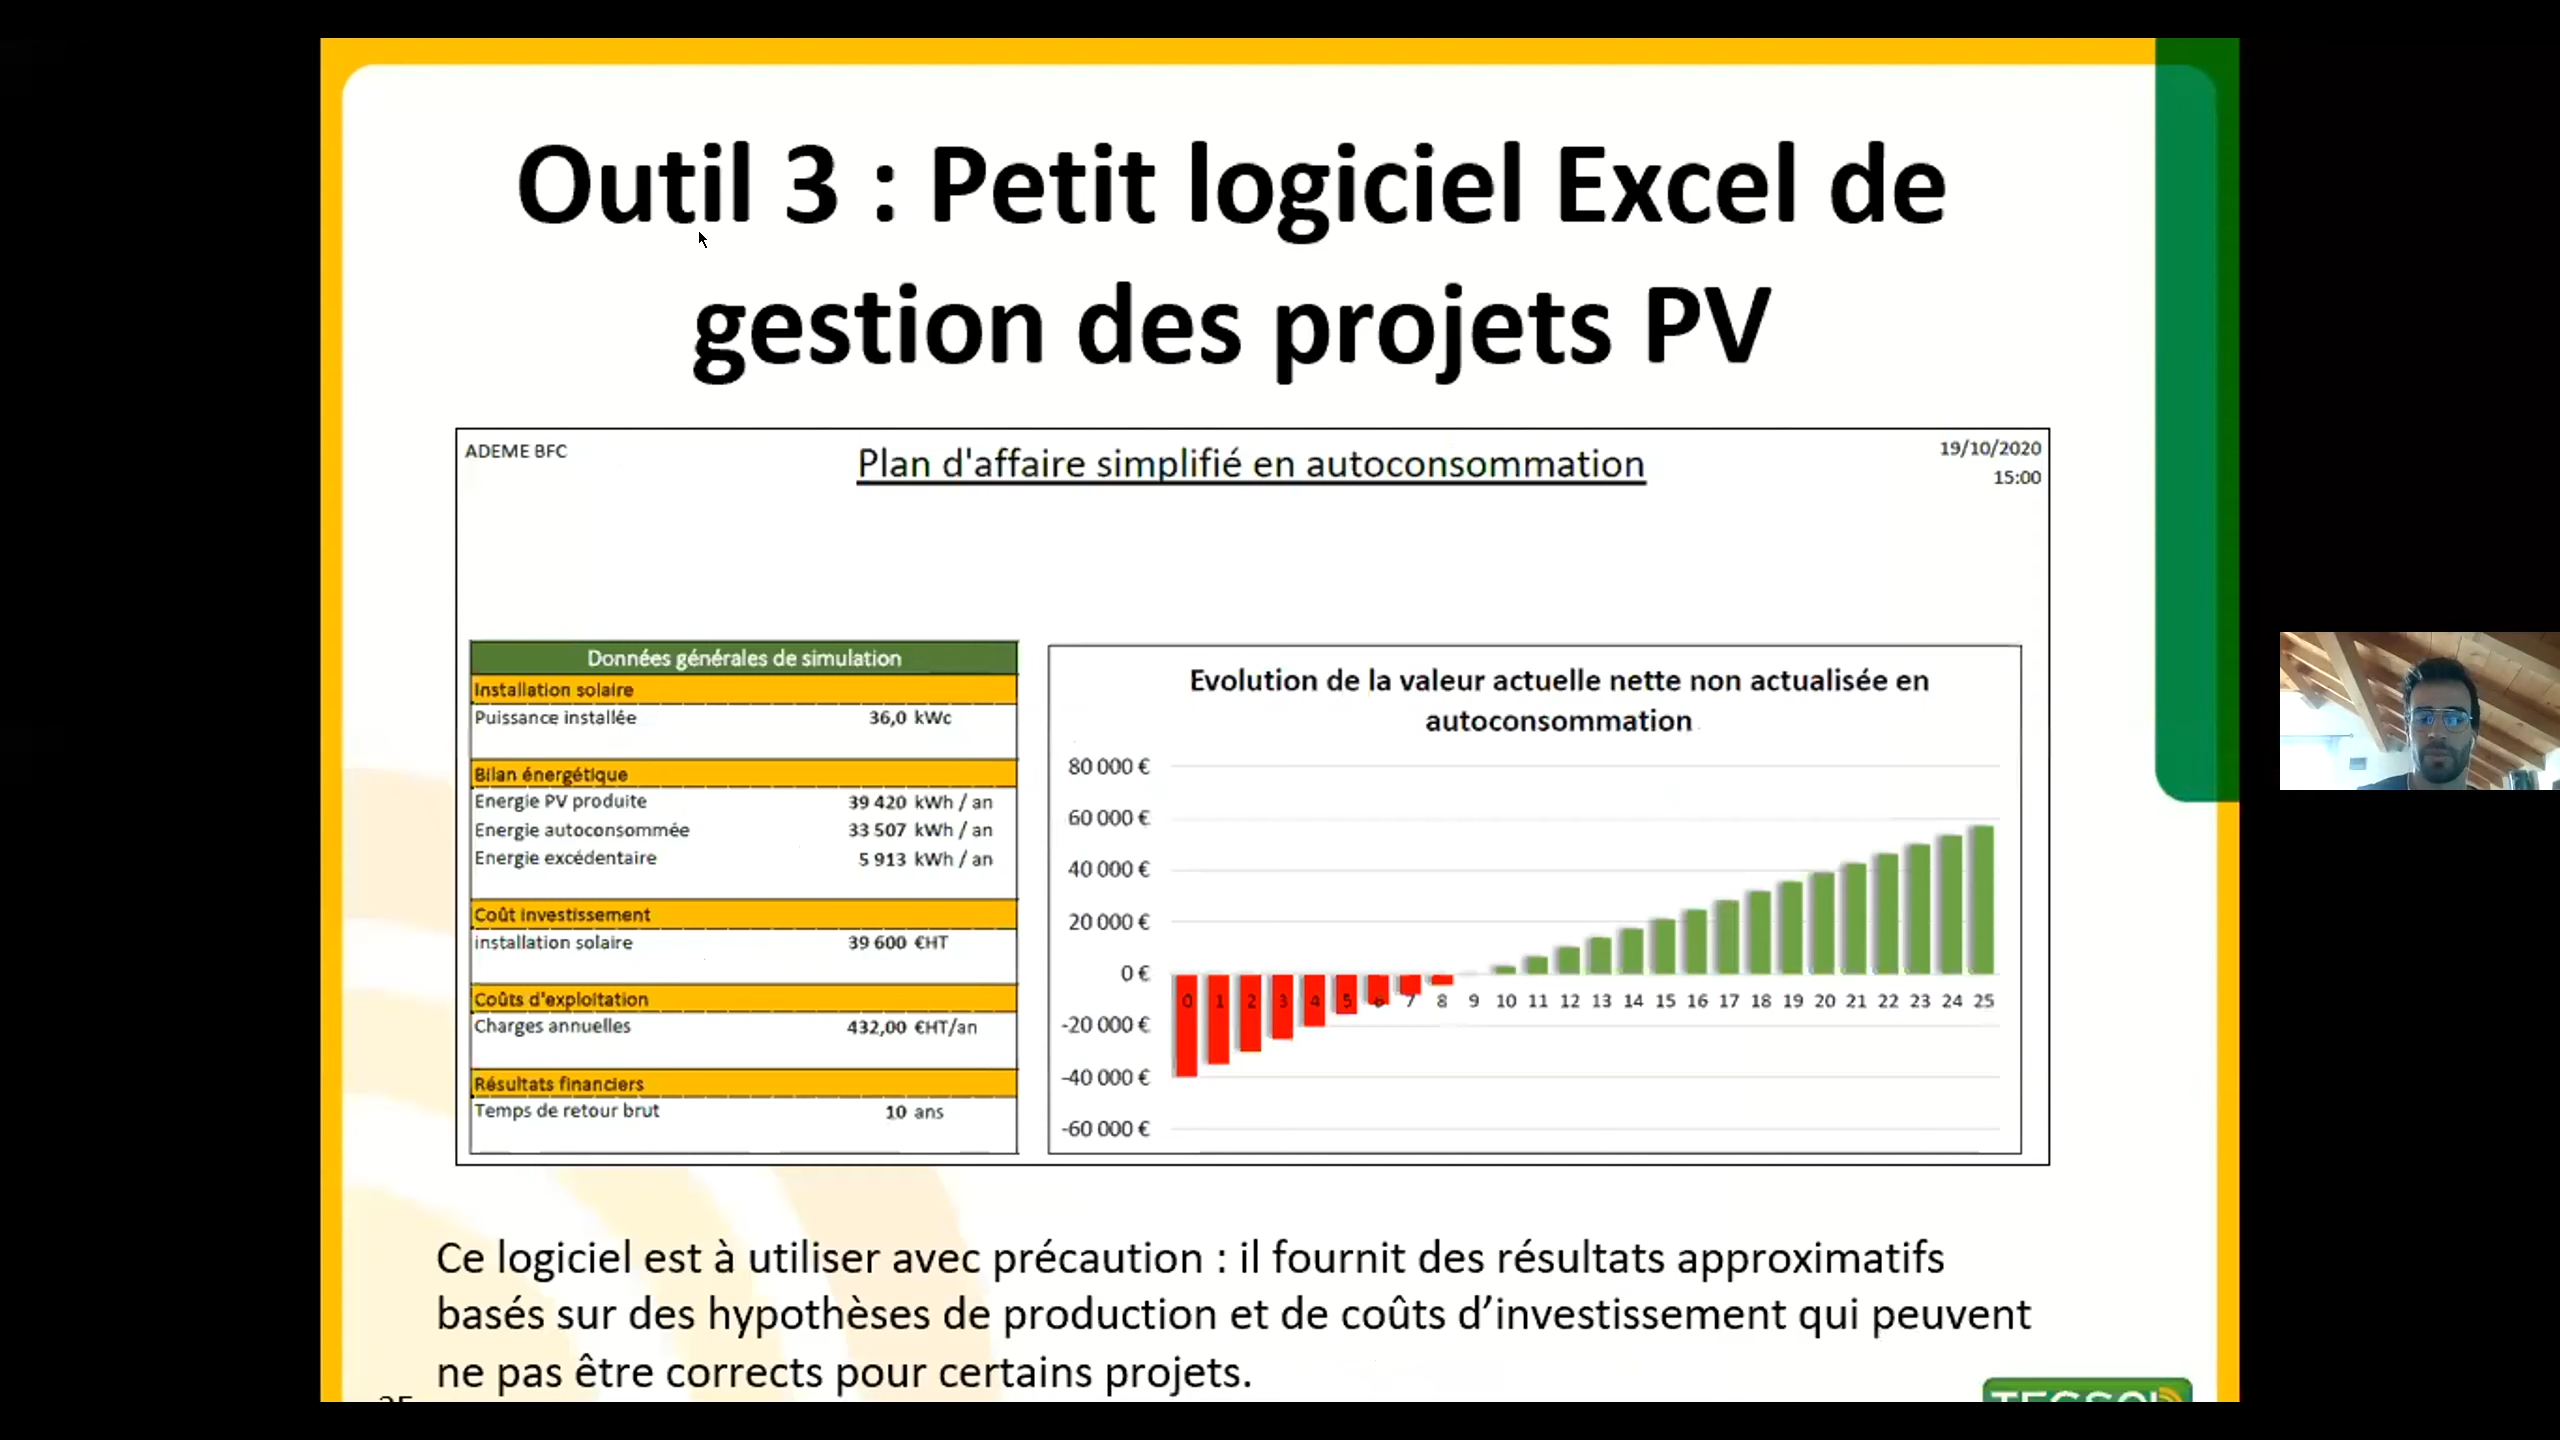 Outil 3 : Petit logiciel Excel de
gestion des projets PV
ADEME BFC
Plan d'affaire simplifié en autoconsommation
19/10/2020
15:00
Données générales de simulation
Installation solaire
Puissance installée 36,0 kWc
Bilan énergétique
Energie PV produite 39 420 kWh / an
Energie autoconsommée 33 507 kWh / an
Energie excédentaire 5 913 kWh / an
Coût investissement
installation solaire 39 600 €HT
Coûts d'exploitation
Charges annuelles 432,00 €HT/an
Résultats financiers
Temps de retour brut 10 ans
Evolution de la valeur actuelle nette non actualisée en
autoconsommation
80 000 €
60 000 €
40 000 €
20 000 €
0 €
0 1 2 3 4 5 6 7 8 9 10 11 12 13 14 15 16 17 18 19 20 21 22 23 24 25
-20 000 €
-40 000 €
-60 000 €
Ce logiciel est à utiliser avec précaution : il fournit des résultats approximatifs
basés sur des hypothèses de production et de coûts d’investissement qui peuvent
ne pas être corrects pour certains projets.